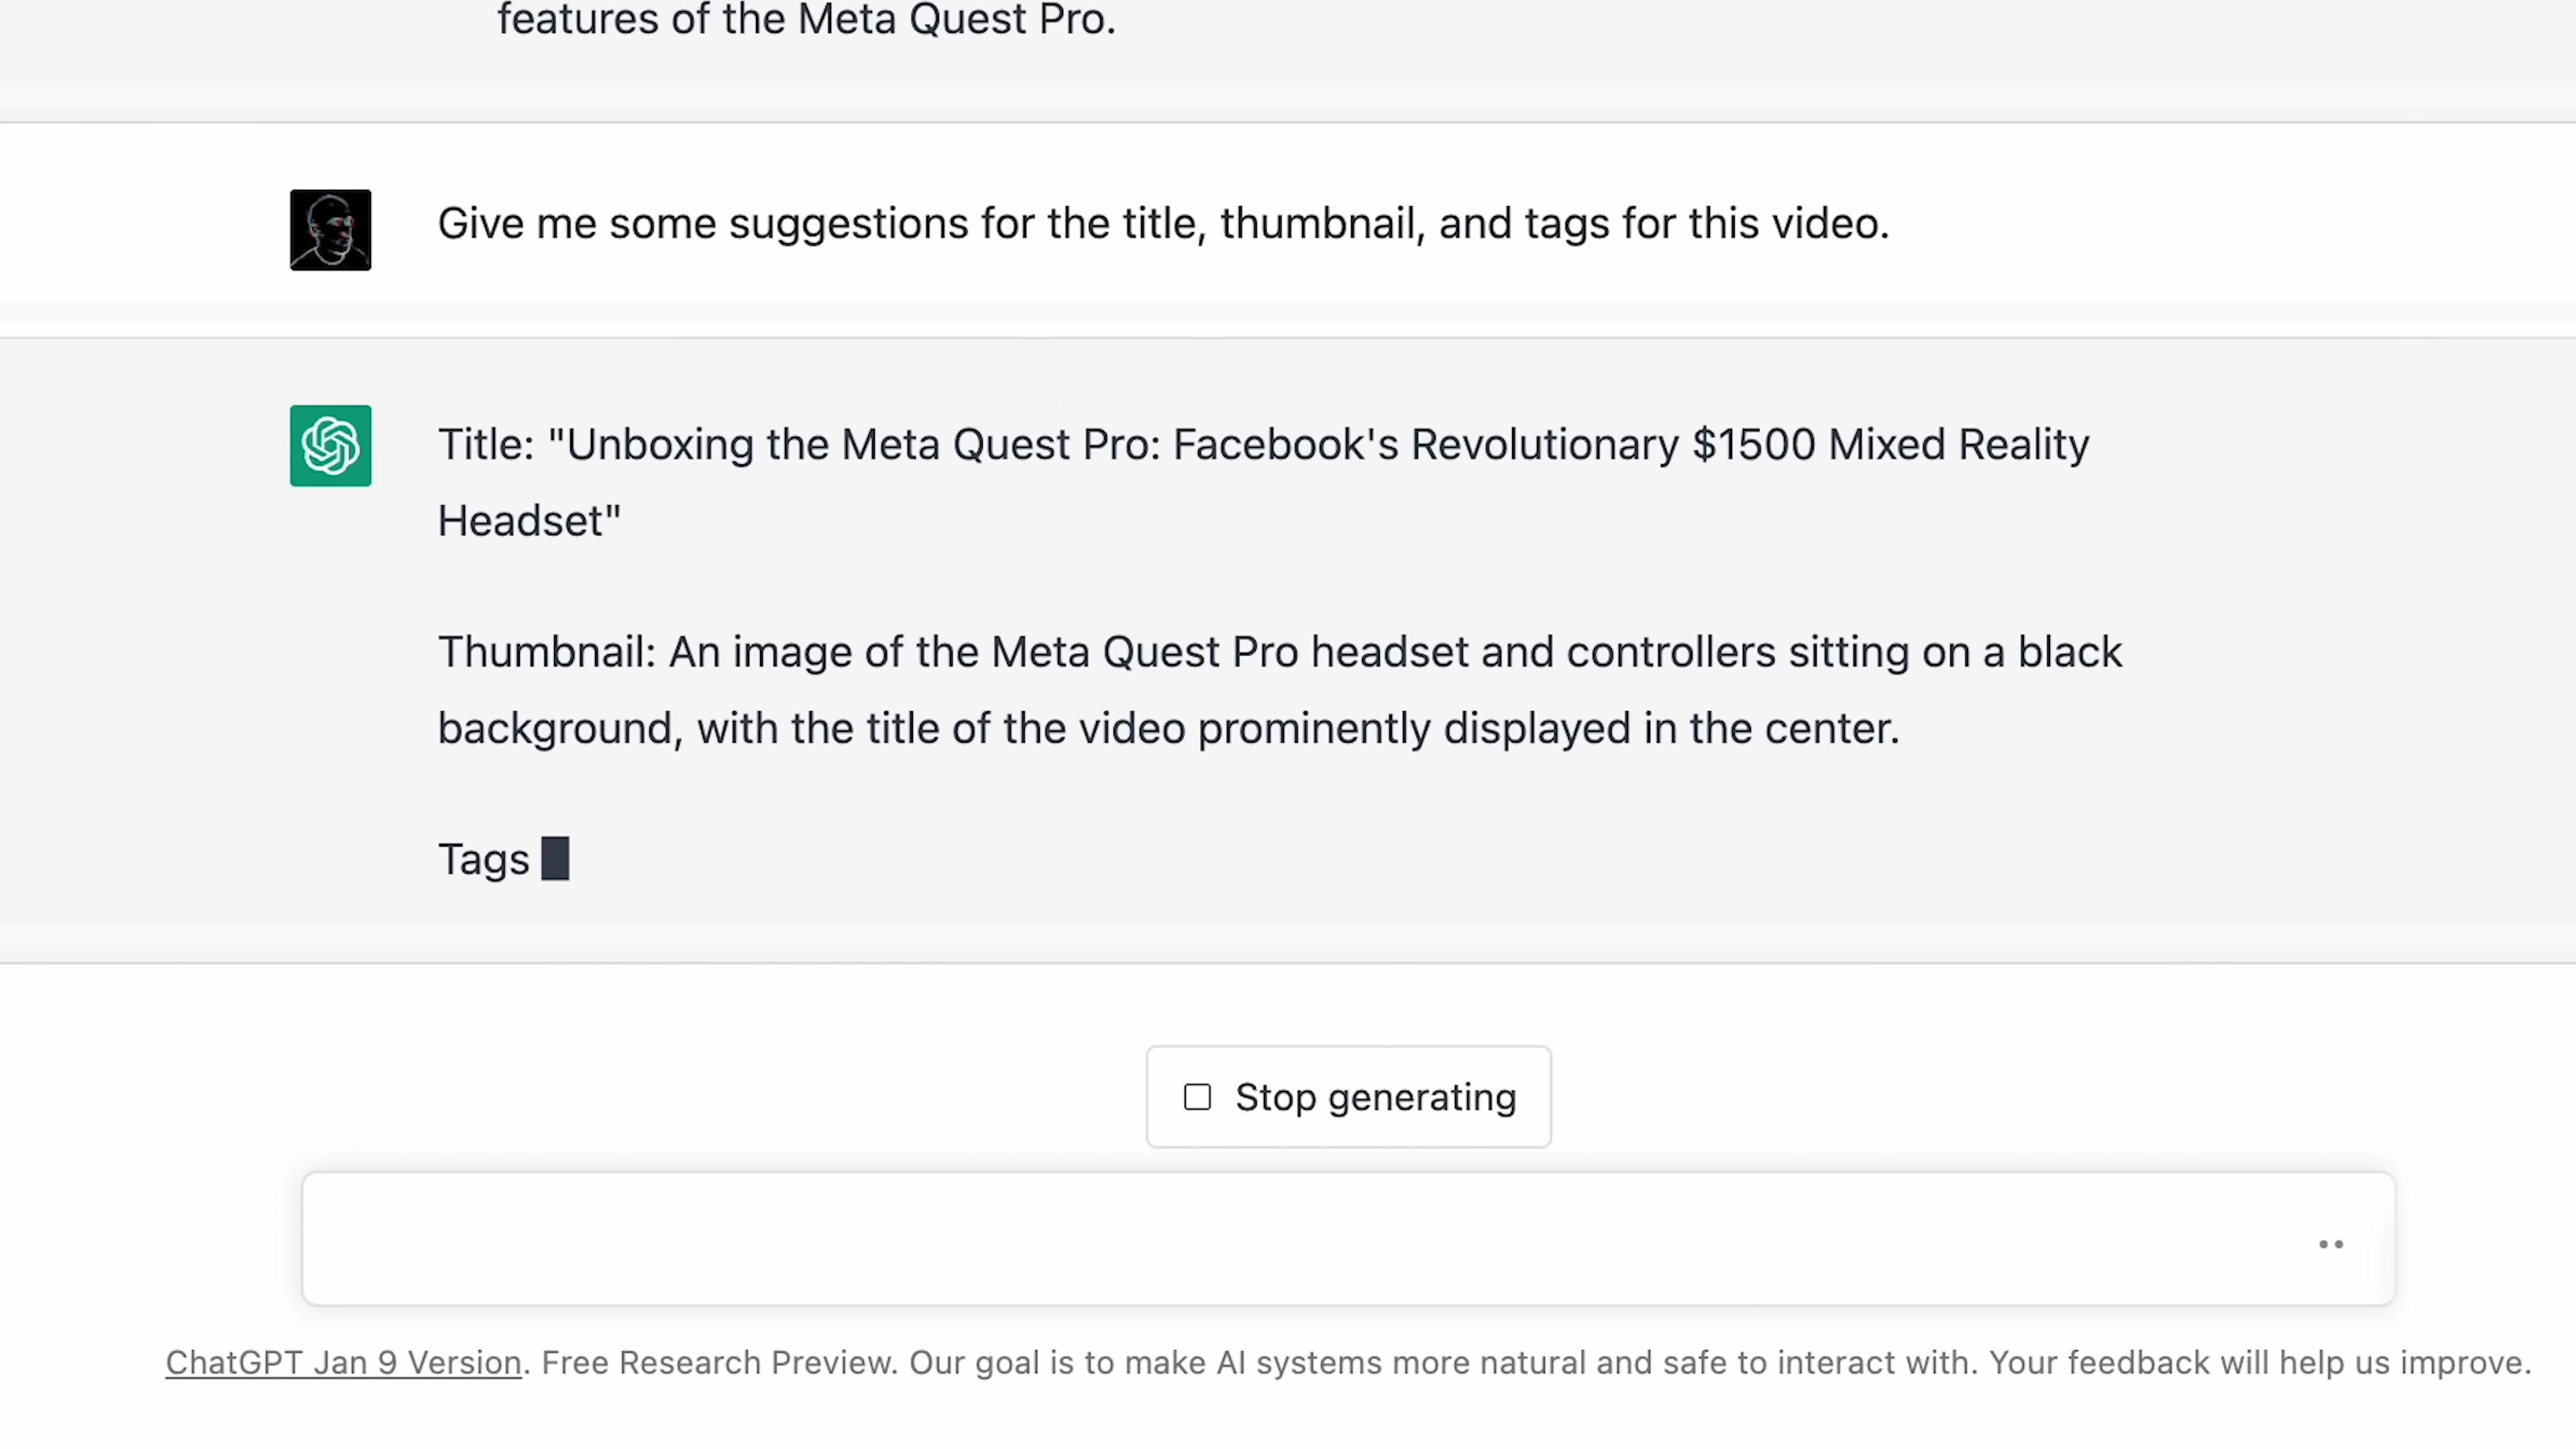 features of the Meta Quest Pro.
Give me some suggestions for the title, thumbnail, and tags for this video.
Title: "Unboxing the Meta Quest Pro: Facebook's Revolutionary $1500 Mixed Reality
Headset"
Thumbnail: An image of the Meta Quest Pro headset and controllers sitting on a black
background, with the title of the video prominently displayed in the center.
Tags
Stop generating
ChatGPT Jan 9 Version. Free Research Preview. Our goal is to make AI systems more natural and safe to interact with. Your feedback will help us improve.